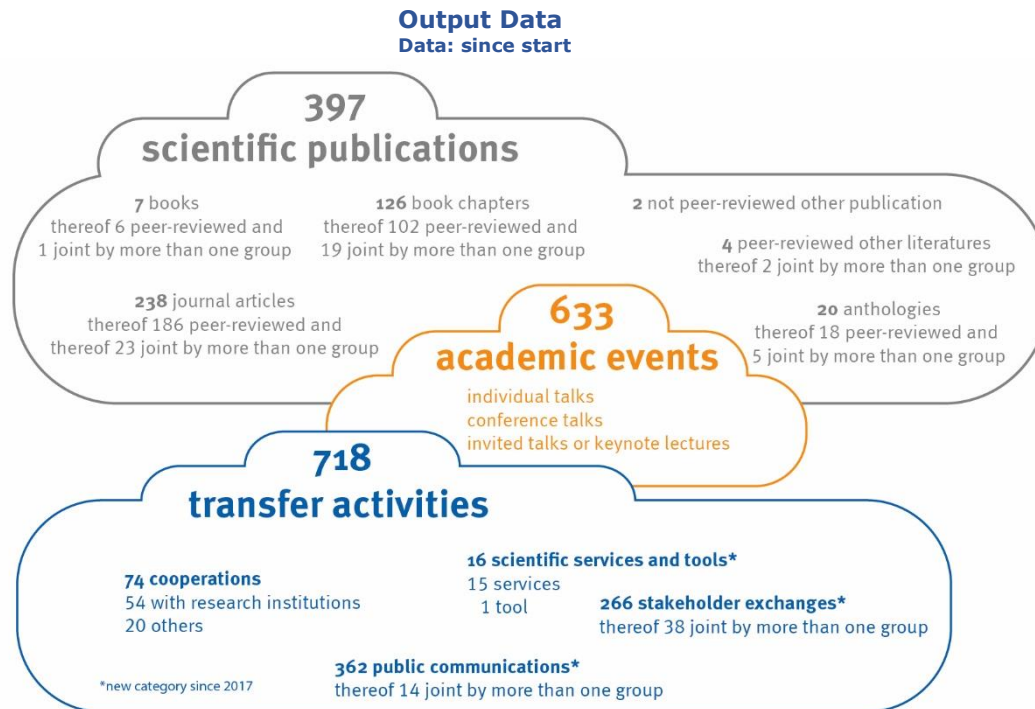 Output Data
Data: since start
397
scientific publications
7 books
thereof 6 peer-reviewed and
1 joint by more than one group
126 book chapters
thereof 102 peer-reviewed and
19 joint by more than one group
2 not peer-reviewed other publication
4 peer-reviewed other literatures
thereof 2 joint by more than one group
238 journal articles
thereof 186 peer-reviewed and
thereof 23 joint by more than one group
20 anthologies
thereof 18 peer-reviewed and
5 joint by more than one group
633
academic events
individual talks
conference talks
invited talks or keynote lectures
718
transfer activities
74 cooperations
54 with research institutions
20 others
16 scientific services and tools*
15 services
1 tool
266 stakeholder exchanges*
thereof 38 joint by more than one group
362 public communications*
thereof 14 joint by more than one group
*new category since 2017